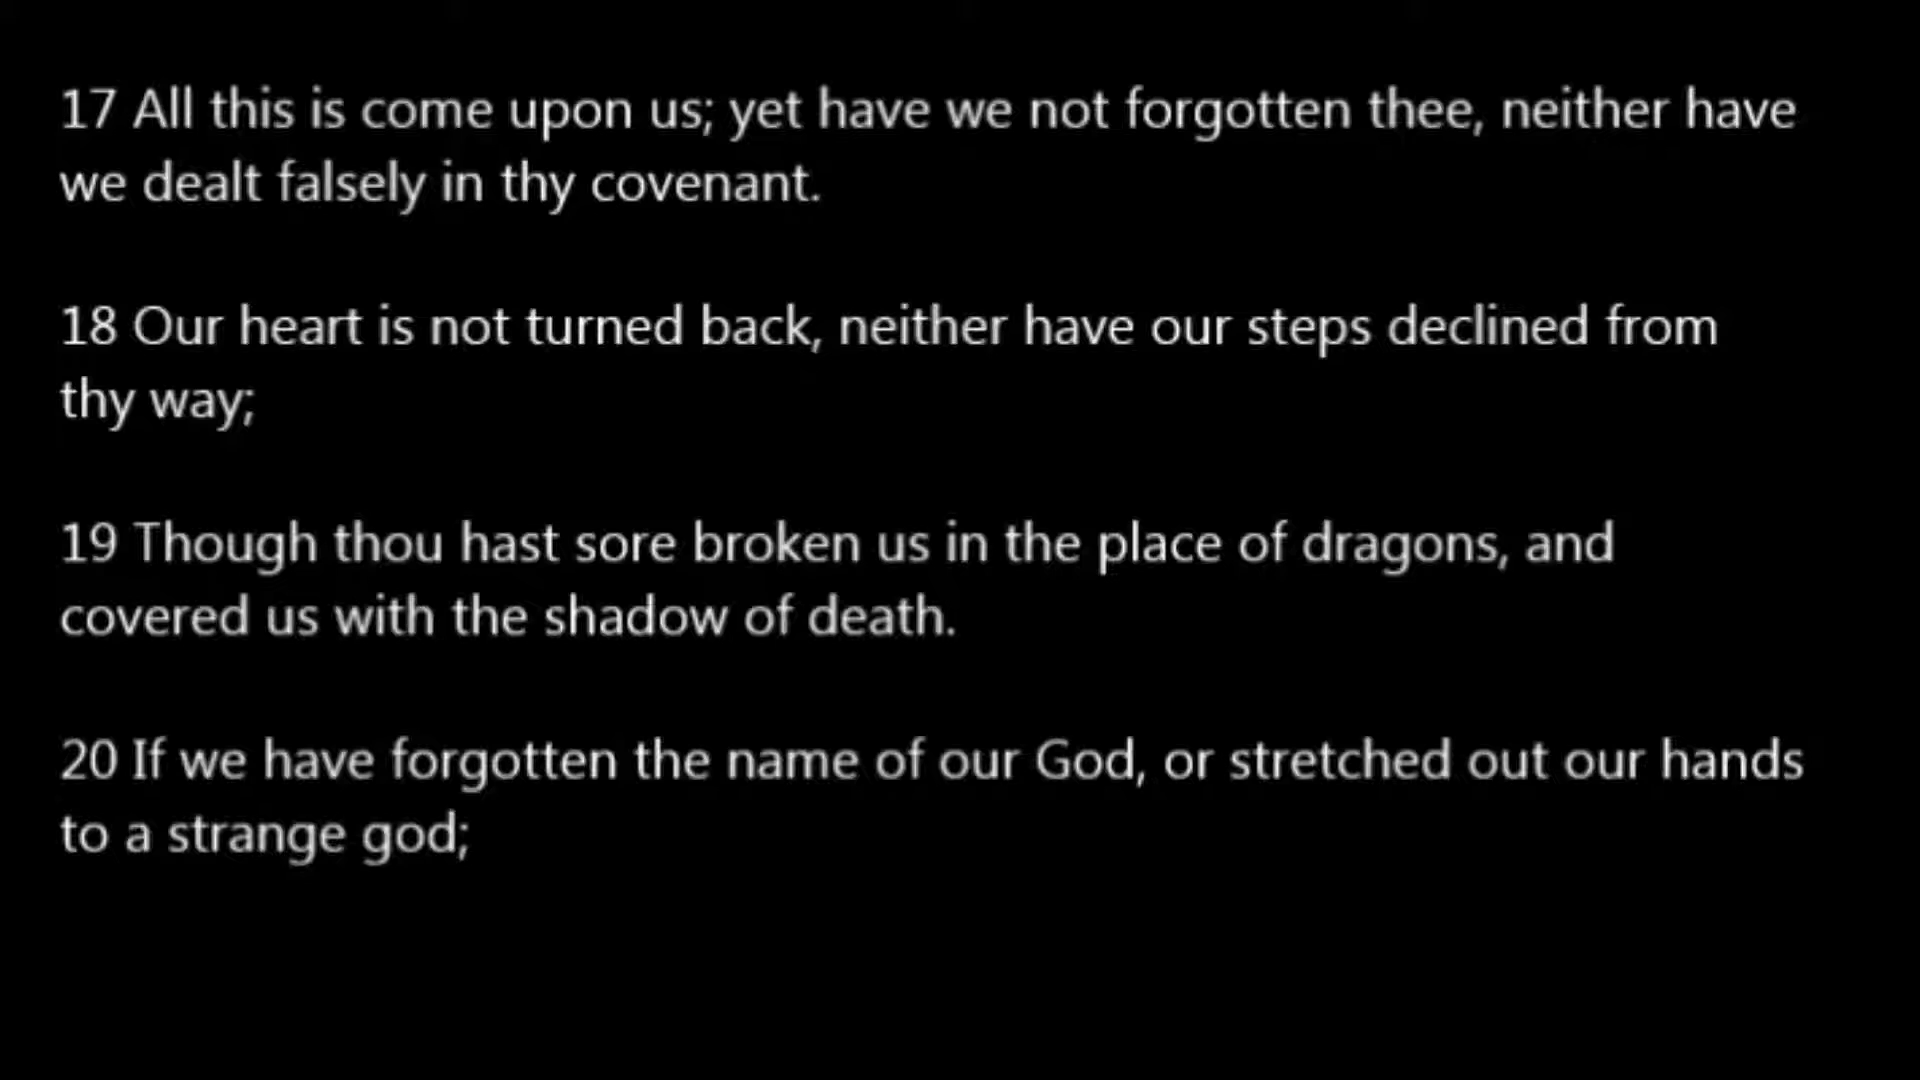 17 All this is come upon us; yet have we not forgotten thee, neither have
we dealt falsely in thy covenant.
18 Our heart is not turned back, neither have our steps declined from
thy way;
19 Though thou hast sore broken us in the place of dragons, and
covered us with the shadow of death.
20 If we have forgotten the name of our God, or stretched out our hands
to a strange god;